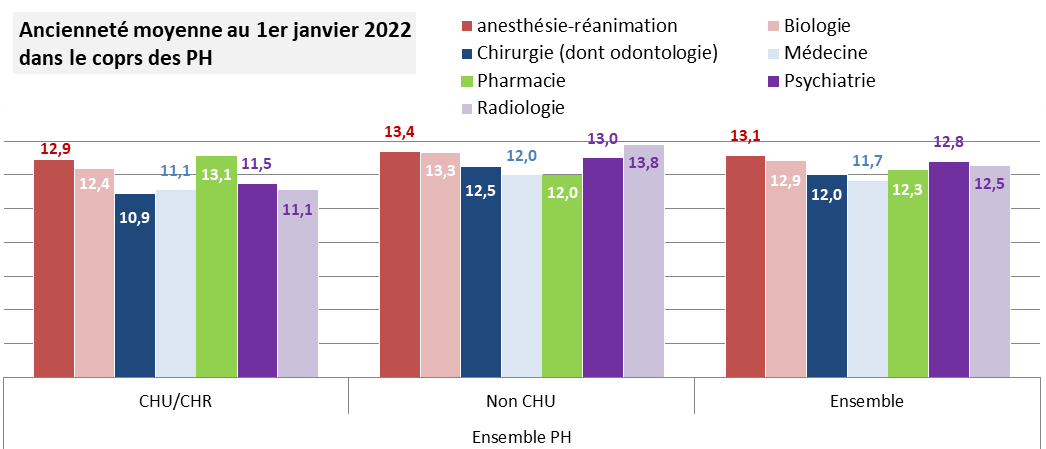 Ancienneté moyenne au 1er janvier 2022
dans le coprs des PH
anesthésie-réanimation
Biologie
Chirurgie (dont odontologie)
Médecine
Pharmacie
Psychiatrie
Radiologie
12,9
12,4
10,9
11,1
13,1
11,5
11,1
13,4
13,3
12,5
12,0
12,0
13,0
13,8
13,1
12,9
12,0
11,7
12,3
12,8
12,5
CHU/CHR
Non CHU
Ensemble
Ensemble PH